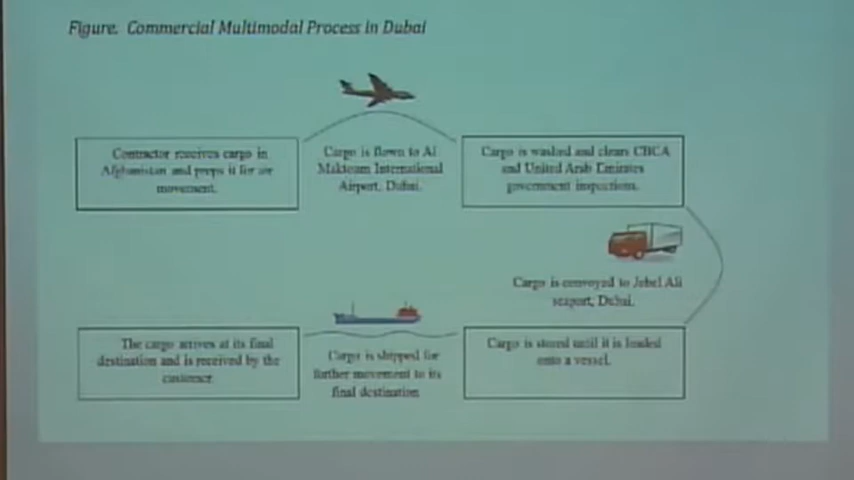 Figure. Commercial Multimodal Process in Dubai
Contractor receives cargo in
Afghanistan and preps it for air
movement.
Cargo is flown to Al
Maktoum International
Airport, Dubai.
Cargo is washed and clears CBCA
and United Arab Emirates
government inspections.
Cargo is conveyed to Jebel Ali
seaport, Dubai.
Cargo is stored until it is loaded
onto a vessel.
Cargo is shipped for
further movement to its
final destination
The cargo arrives at its final
destination and is received by the
customer